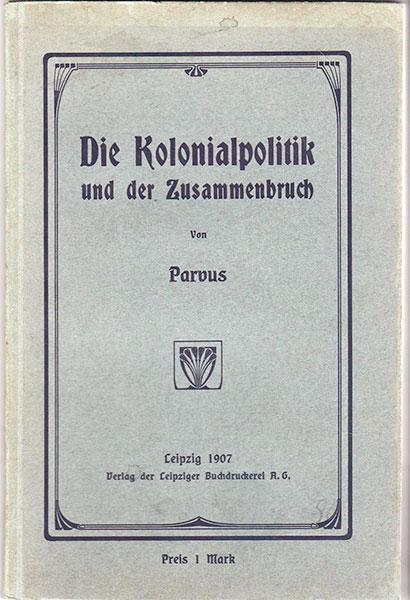 Die Kolonialpolitik
und der Zusammenbruch
Von
Parvus
Leipzig 1907
Verlag der Leipziger Buchdruckerei A. G.
Preis 1 Mark